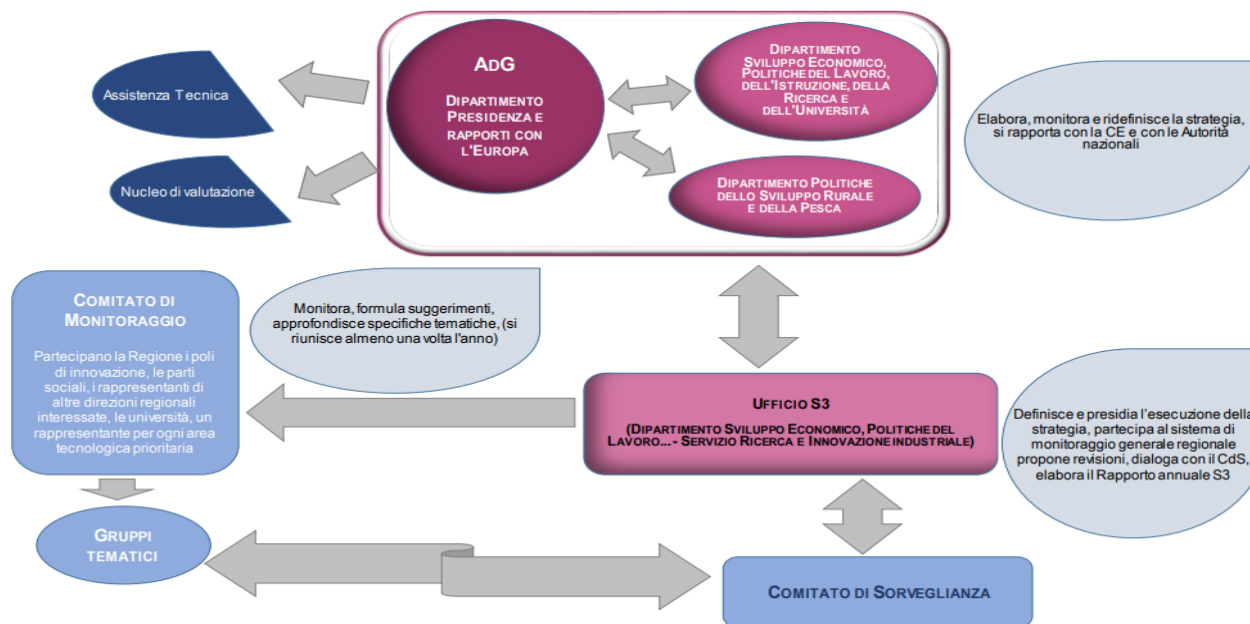 AdG
Dipartimento
Presidenza e
rapporti con
l'Europa
Dipartimento
Sviluppo Economico,
Politiche del Lavoro,
dell'Istruzione, della
Ricerca e
dell'Università
Dipartimento Politiche
dello Sviluppo Rurale
e della Pesca
Assistenza Tecnica
Nucleo di valutazione
Elabora, monitora e ridefinisce la strategia,
si rapporta con la CE e con le Autorità
nazionali
Comitato di
Monitoraggio
Partecipano la Regione i poli
di innovazione, le parti
sociali, i rappresentanti di
altre direzioni regionali
interessate, le università, un
rappresentante per ogni area
tecnologica prioritaria
Monitora, formula suggerimenti,
approfondisce specifiche tematiche, (si
riunisce almeno una volta l'anno)
Ufficio S3
(Dipartimento Sviluppo Economico, Politiche del
Lavoro... - Servizio Ricerca e Innovazione industriale)
Definisce e presidia l'esecuzione della
strategia, partecipa al sistema di
monitoraggio generale regionale
propone revisioni, dialoga con il CdS,
elabora il Rapporto annuale S3
Gruppi
tematici
Comitato di Sorveglianza